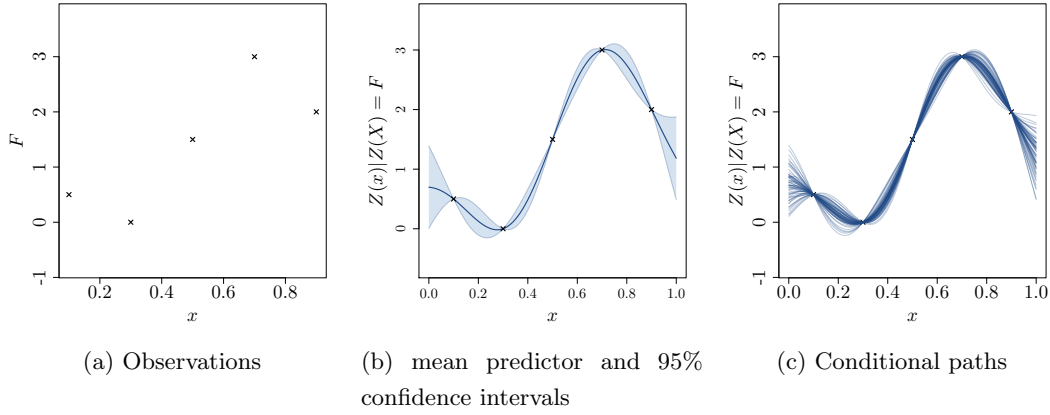 F
3
2
1
0
-1
0.2 0.4 0.6 0.8
x
(a) Observations
Z(x)|Z(X) = F
3
2
1
0
0.0 0.2 0.4 0.6 0.8 1.0
x
(b) mean predictor and 95%
confidence intervals
Z(x)|Z(X) = F
3
2
1
0
-1
0.0 0.2 0.4 0.6 0.8 1.0
x
(c) Conditional paths